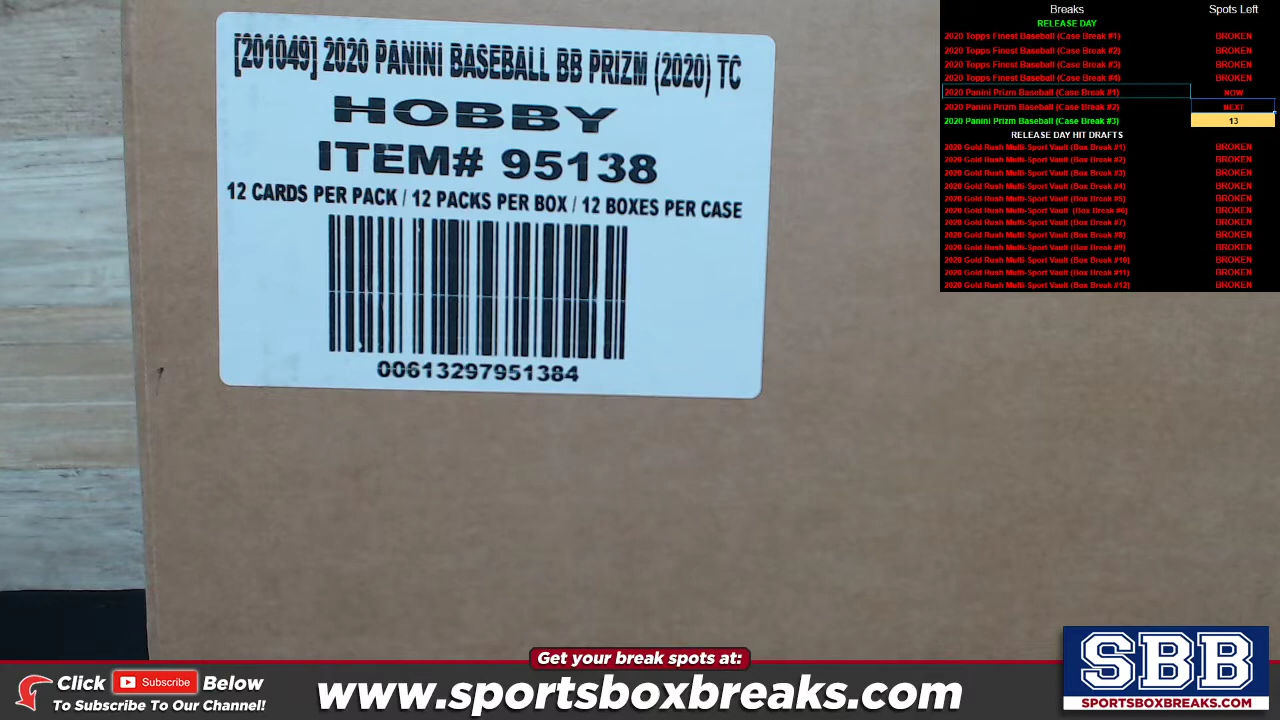 [201049] 2020 PANINI BASEBALL BB PRIZM (2020) TC
HOBBY
ITEM# 95138
12 CARDS PER PACK / 12 PACKS PER BOX / 12 BOXES PER CASE
00613297951384
Breaks Spots Left
RELEASE DAY
2020 Topps Finest Baseball (Case Break #1) BROKEN
2020 Topps Finest Baseball (Case Break #2) BROKEN
2020 Topps Finest Baseball (Case Break #3) BROKEN
2020 Topps Finest Baseball (Case Break #4) BROKEN
2020 Panini Prizm Baseball (Case Break #1) NOW
2020 Panini Prizm Baseball (Case Break #2) NEXT
2020 Panini Prizm Baseball (Case Break #3) 13
RELEASE DAY HIT DRAFTS
2020 Gold Rush Multi-Sport Vault (Box Break #1) BROKEN
2020 Gold Rush Multi-Sport Vault (Box Break #2) BROKEN
2020 Gold Rush Multi-Sport Vault (Box Break #3) BROKEN
2020 Gold Rush Multi-Sport Vault (Box Break #4) BROKEN
2020 Gold Rush Multi-Sport Vault (Box Break #5) BROKEN
2020 Gold Rush Multi-Sport Vault (Box Break #6) BROKEN
2020 Gold Rush Multi-Sport Vault (Box Break #7) BROKEN
2020 Gold Rush Multi-Sport Vault (Box Break #8) BROKEN
2020 Gold Rush Multi-Sport Vault (Box Break #9) BROKEN
2020 Gold Rush Multi-Sport Vault (Box Break #10) BROKEN
2020 Gold Rush Multi-Sport Vault (Box Break #11) BROKEN
2020 Gold Rush Multi-Sport Vault (Box Break #12) BROKEN
Get your break spots at:
Click Subscribe Below
To Subscribe To Our Channel!
www.sportsboxbreaks.com
SBB
SPORTSBOXBREAKS.COM